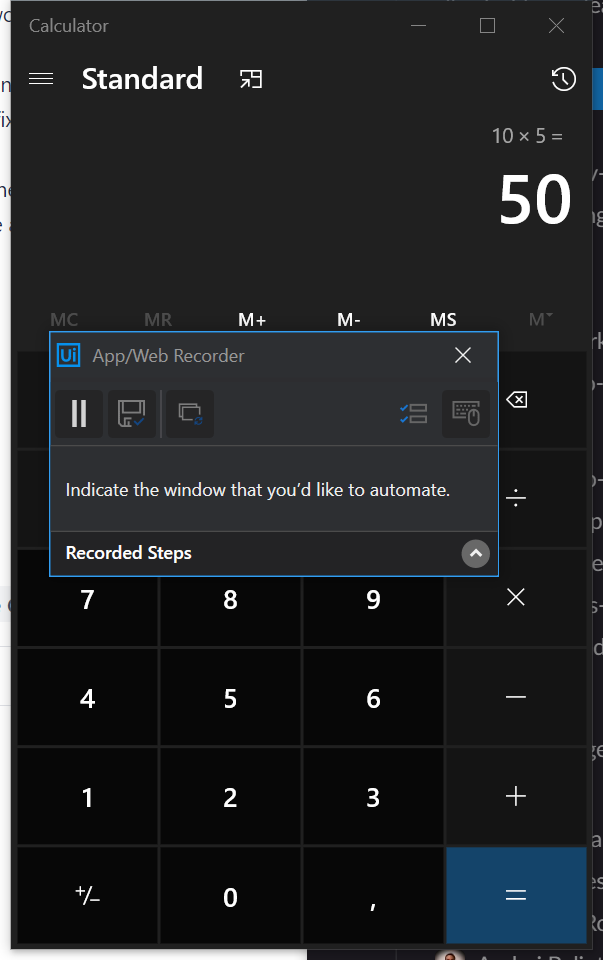 Calculator
Standard
10 × 5 =
50
MC MR M+ M- MS M
Ui App/Web Recorder
Indicate the window that you'd like to automate.
Recorded Steps
÷
7 8 9 ×
4 5 6 −
1 2 3 +
+/− 0 , =